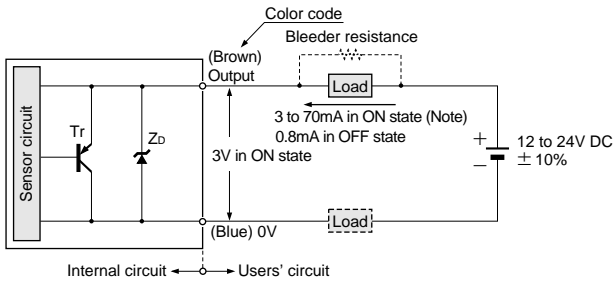 Color code
Bleeder resistance
(Brown)
Output
Load
3 to 70mA in ON state (Note)
0.8mA in OFF state
Sensor circuit
Tr
ZD
3V in ON state
+
−
12 to 24V DC
± 10%
Load
(Blue) 0V
Internal circuit
Users' circuit